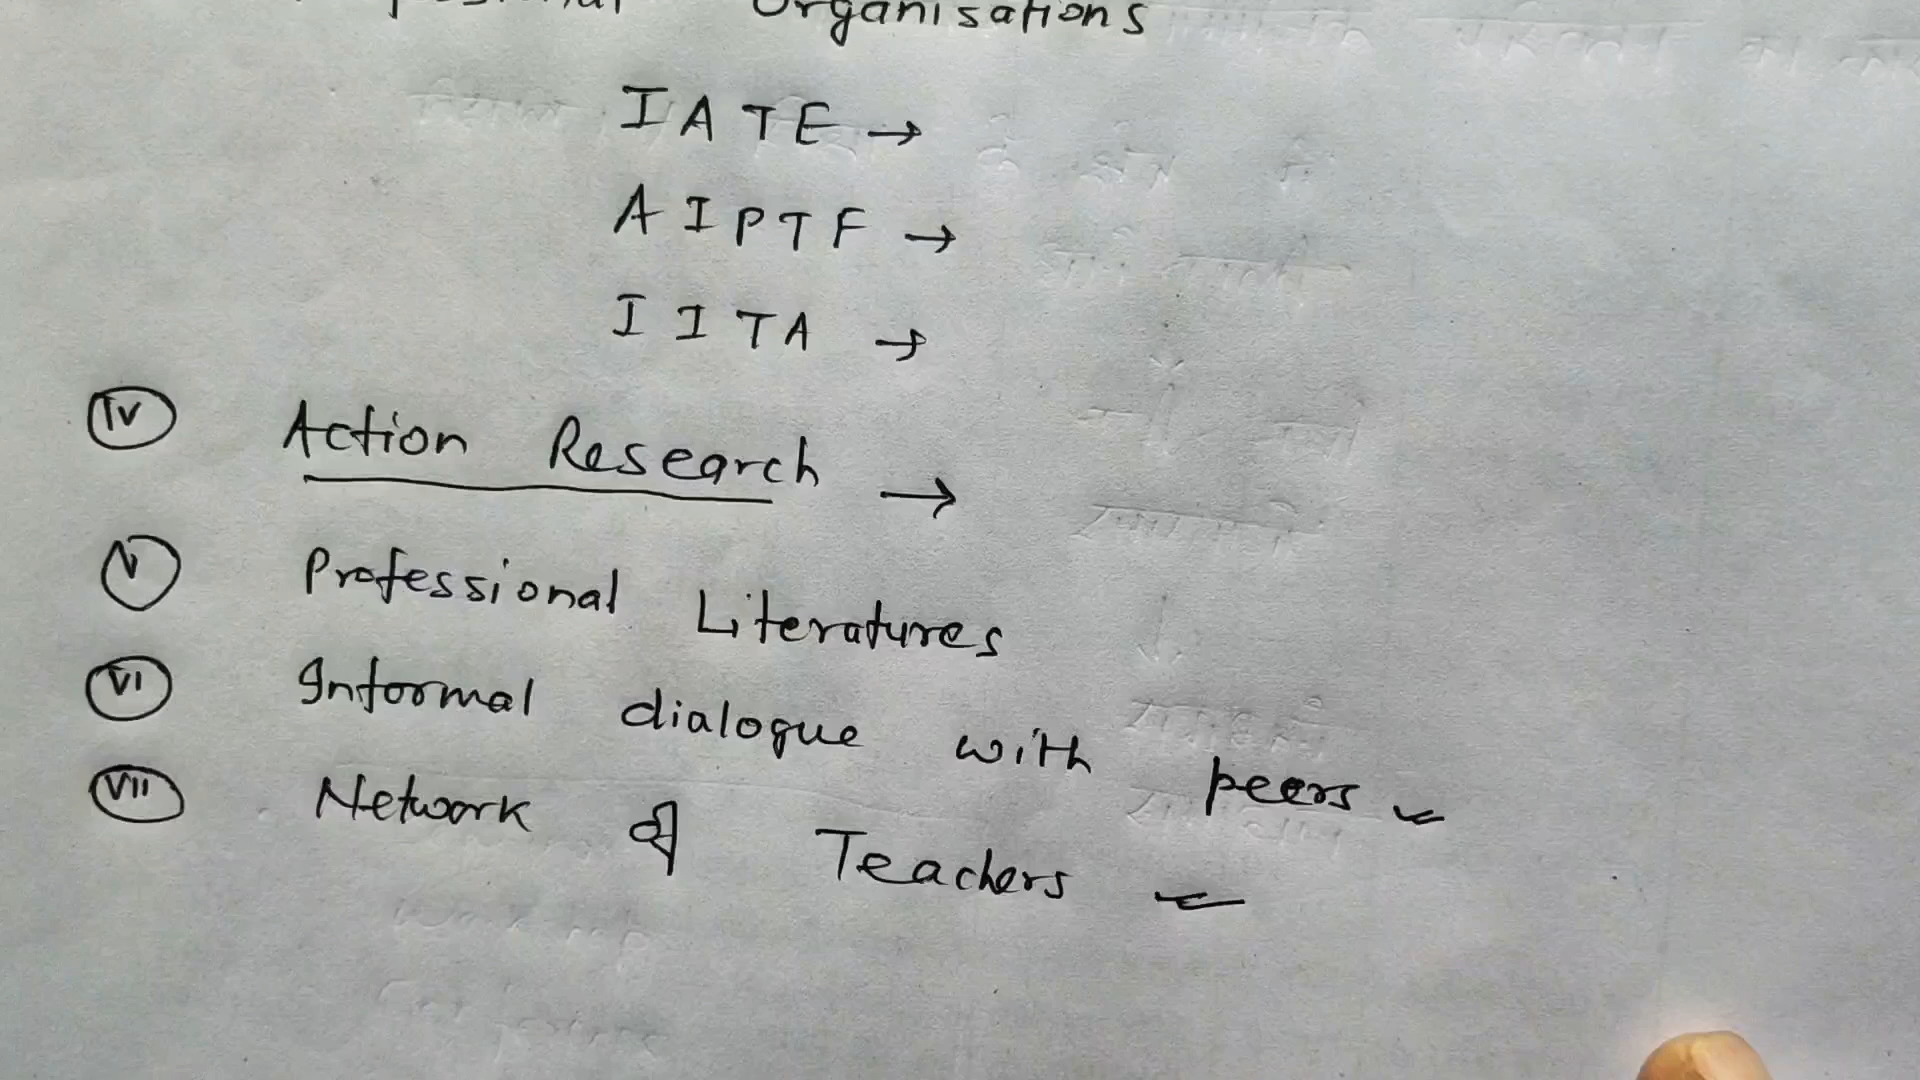 Organisations
IATE →
AIPTF →
IITA →
IV Action Research →
V Professional Literatures
VI Informal dialogue with peers
VII Network of Teachers